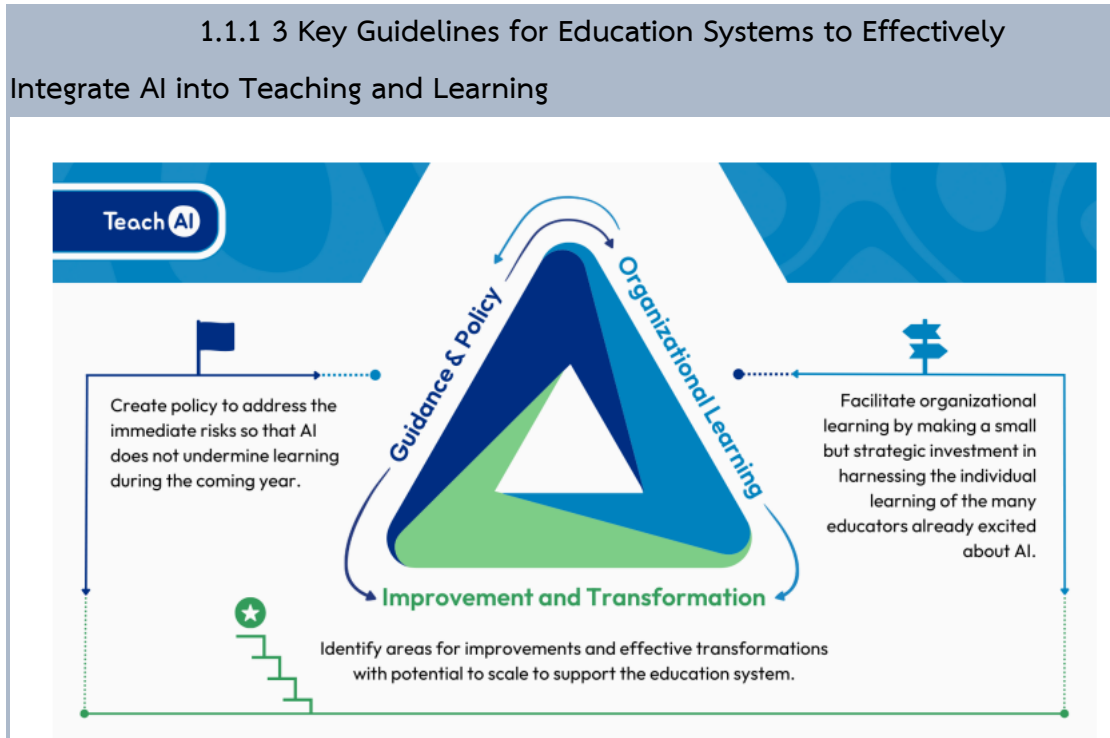 1.1.1 3 Key Guidelines for Education Systems to Effectively
Integrate AI into Teaching and Learning
Teach AI
Guidance & Policy
Organizational Learning
Create policy to address the
immediate risks so that AI
does not undermine learning
during the coming year.
Facilitate organizational
learning by making a small
but strategic investment in
harnessing the individual
learning of the many
educators already excited
about AI.
Improvement and Transformation
Identify areas for improvements and effective transformations
with potential to scale to support the education system.